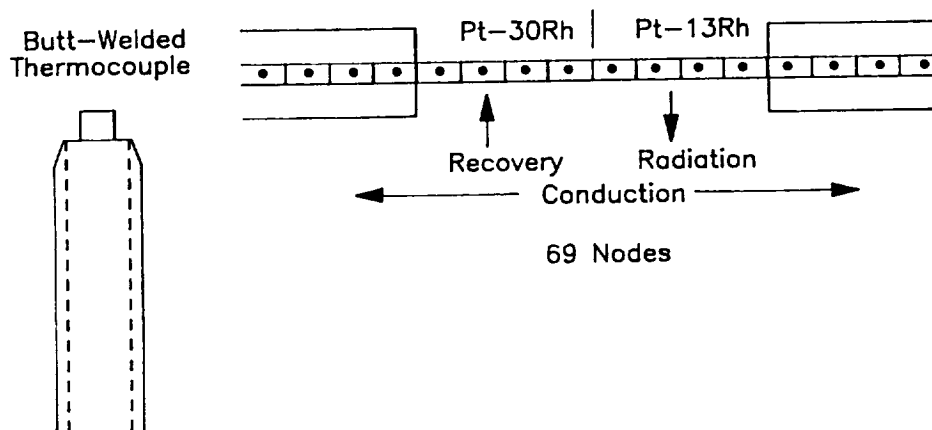 Butt-Welded
Thermocouple
Pt-30Rh
Pt-13Rh
Recovery
Radiation
Conduction
69 Nodes